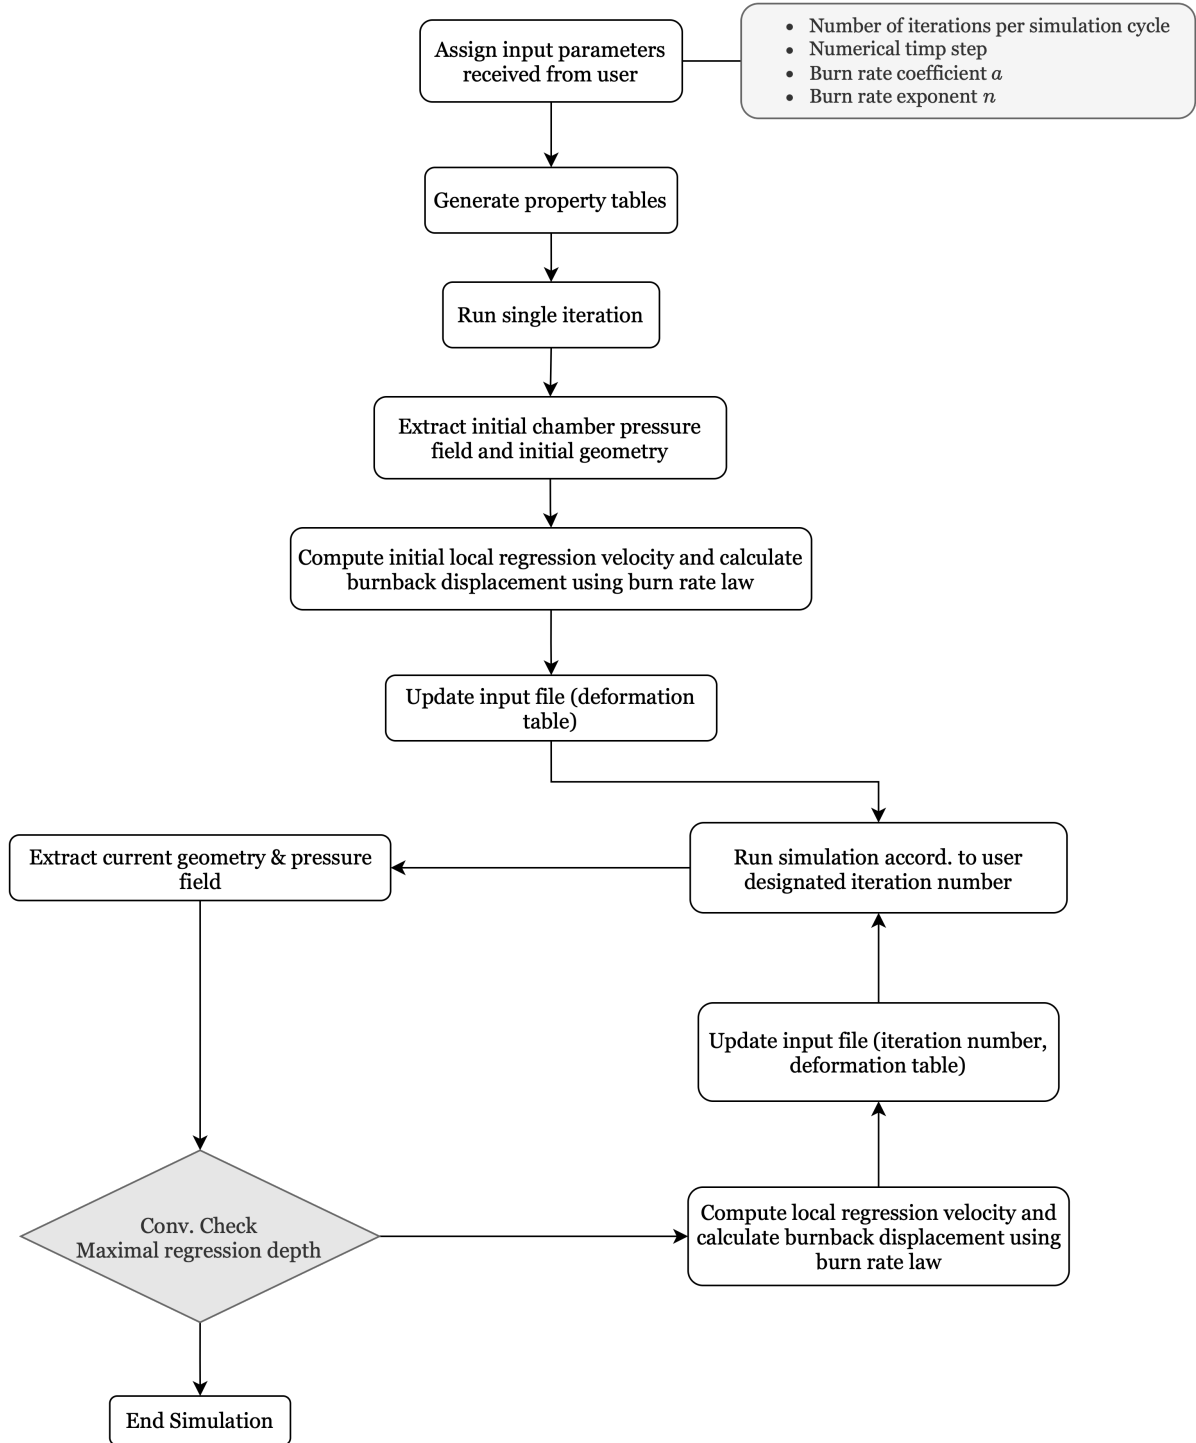 Assign input parameters
received from user
• Number of iterations per simulation cycle
• Numerical timp step
• Burn rate coefficient a
• Burn rate exponent n
Generate property tables
Run single iteration
Extract initial chamber pressure
field and initial geometry
Compute initial local regression velocity and calculate
burnback displacement using burn rate law
Update input file (deformation
table)
Extract current geometry & pressure
field
Run simulation accord. to user
designated iteration number
Update input file (iteration number,
deformation table)
Conv. Check
Maximal regression depth
Compute local regression velocity and
calculate burnback displacement using
burn rate law
End Simulation